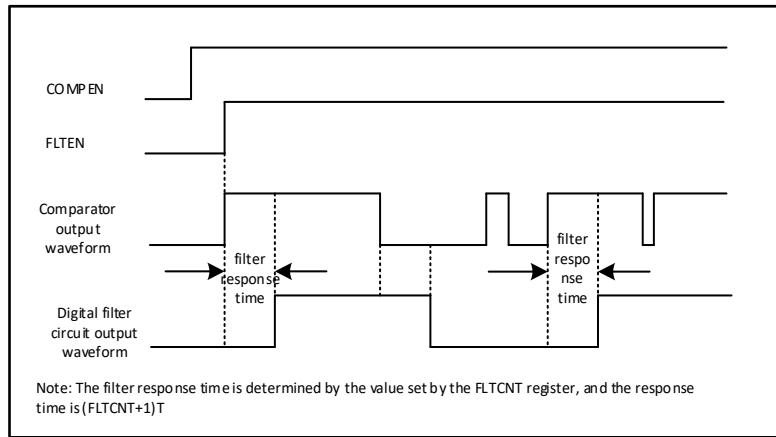 COMPEN
FLTEN
Comparator
output
waveform
filter
response
time
filter
respo
nse
time
Digital filter
circuit output
waveform
Note: The filter response time is determined by the value set by the FLTCNT register, and the response
time is (FLTCNT+1)T